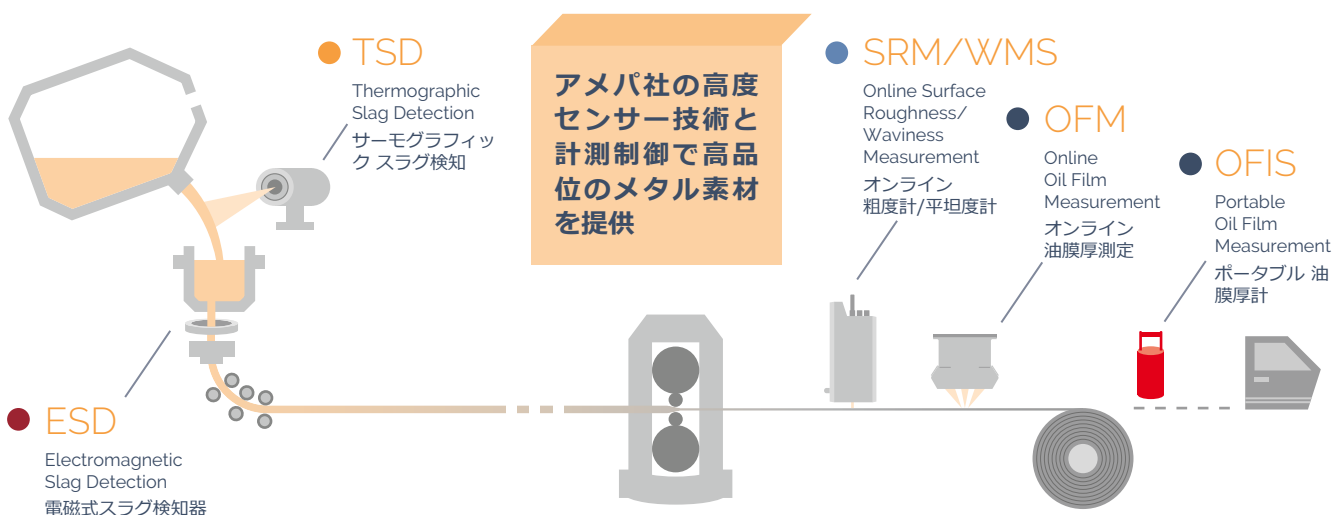 TSD
Thermographic
Slag Detection
サーモグラフィッ
ク スラグ検知
アメパ社の高度
センサー技術と
計測制御で高品
位のメタル素材
を提供
SRM/WMS
Online Surface
Roughness/
Waviness
Measurement
オンライン
粗度計/平坦度計
OFM
Online
Oil Film
Measurement
オンライン
油膜厚測定
OFIS
Portable
Oil Film
Measurement
ポータブル 油
膜厚計
ESD
Electromagnetic
Slag Detection
電磁式スラグ検知器